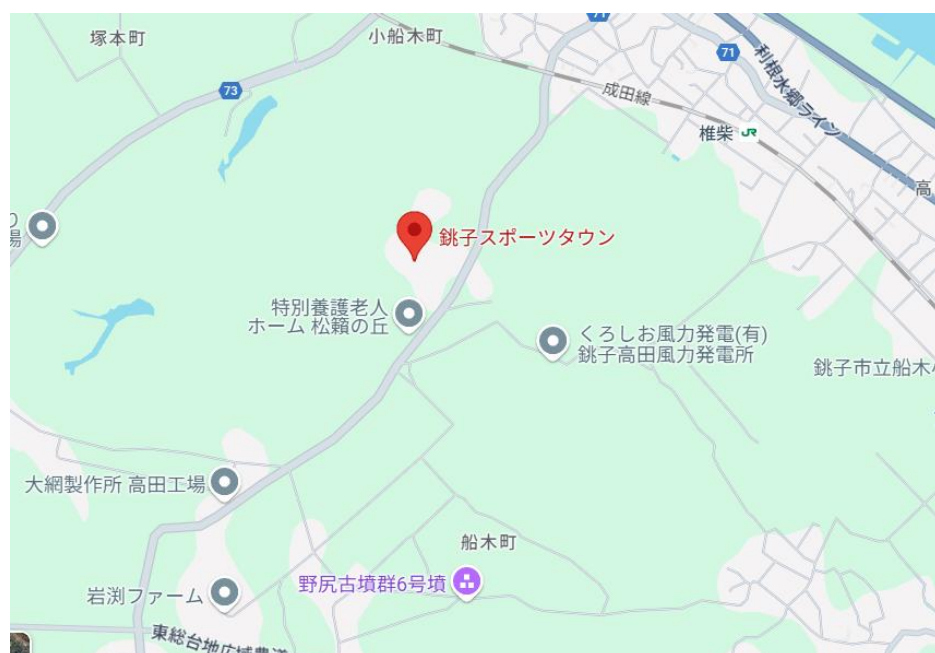 71
塚本町
小船木町
71
利根水郷ライン
73
成田線
椎柴
JR
高
り
場
銚子スポーツタウン
特別養護老人
ホーム 松籟の丘
くろしお風力発電(有)
銚子高田風力発電所
銚子市立船木小
大網製作所 高田工場
船木町
野尻古墳群6号墳
岩渕ファーム
東総台地広域農道